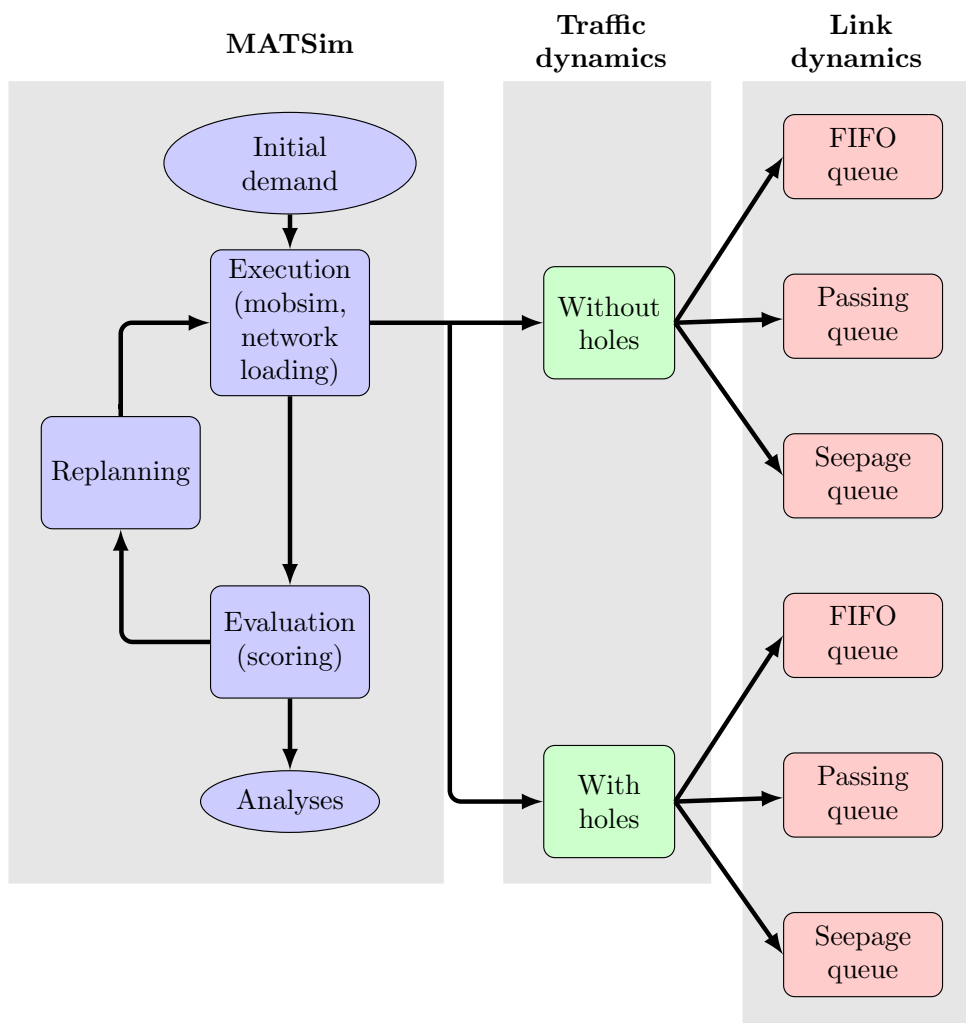 MATSim
Traffic
dynamics
Link
dynamics
Initial
demand
Execution
(mobsim,
network
loading)
Replanning
Evaluation
(scoring)
Analyses
Without
holes
With
holes
FIFO
queue
Passing
queue
Seepage
queue
FIFO
queue
Passing
queue
Seepage
queue